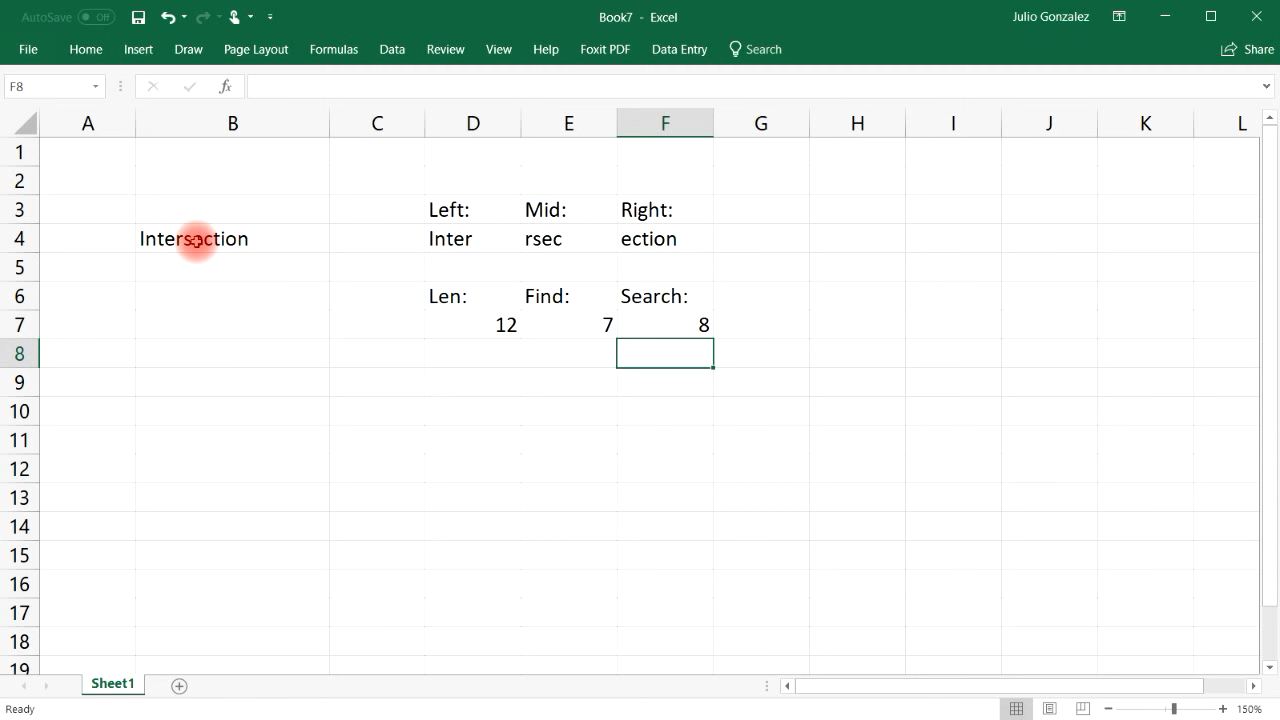 AutoSave Off Book7 - Excel Julio Gonzalez
File Home Insert Draw Page Layout Formulas Data Review View Help Foxit PDF Data Entry Search Share
F8 fx
A B C D E F G H I J K L
1
2
3 Left: Mid: Right:
4 Intersection Inter rsec ection
5
6 Len: Find: Search:
7 12 7 8
8
9
10
11
12
13
14
15
16
17
18
19
Sheet1
Ready 150%